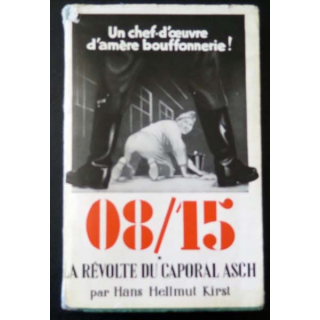 Un chef-d'œuvre
d'amère bouffonnerie!
08/15
LA RÉVOLTE DU CAPORAL ASCH
par Hans Hellmut Kirst